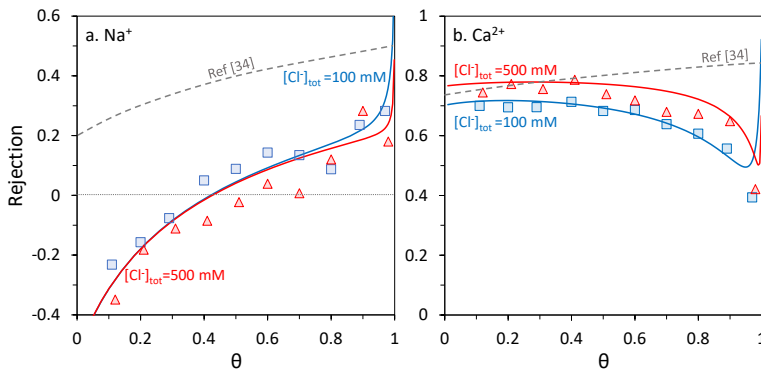 a. Na⁺
b. Ca²⁺
0.6
0.4
0.2
0
-0.2
-0.4
Rejection
Ref [34]
[Cl⁻]tot=100 mM
[Cl⁻]tot=500 mM
0 0.2 0.4 0.6 0.8 1
θ
1
0.8
0.6
0.4
0.2
0
[Cl⁻]tot=500 mM
Ref [34]
[Cl⁻]tot=100 mM
0 0.2 0.4 0.6 0.8 1
θ